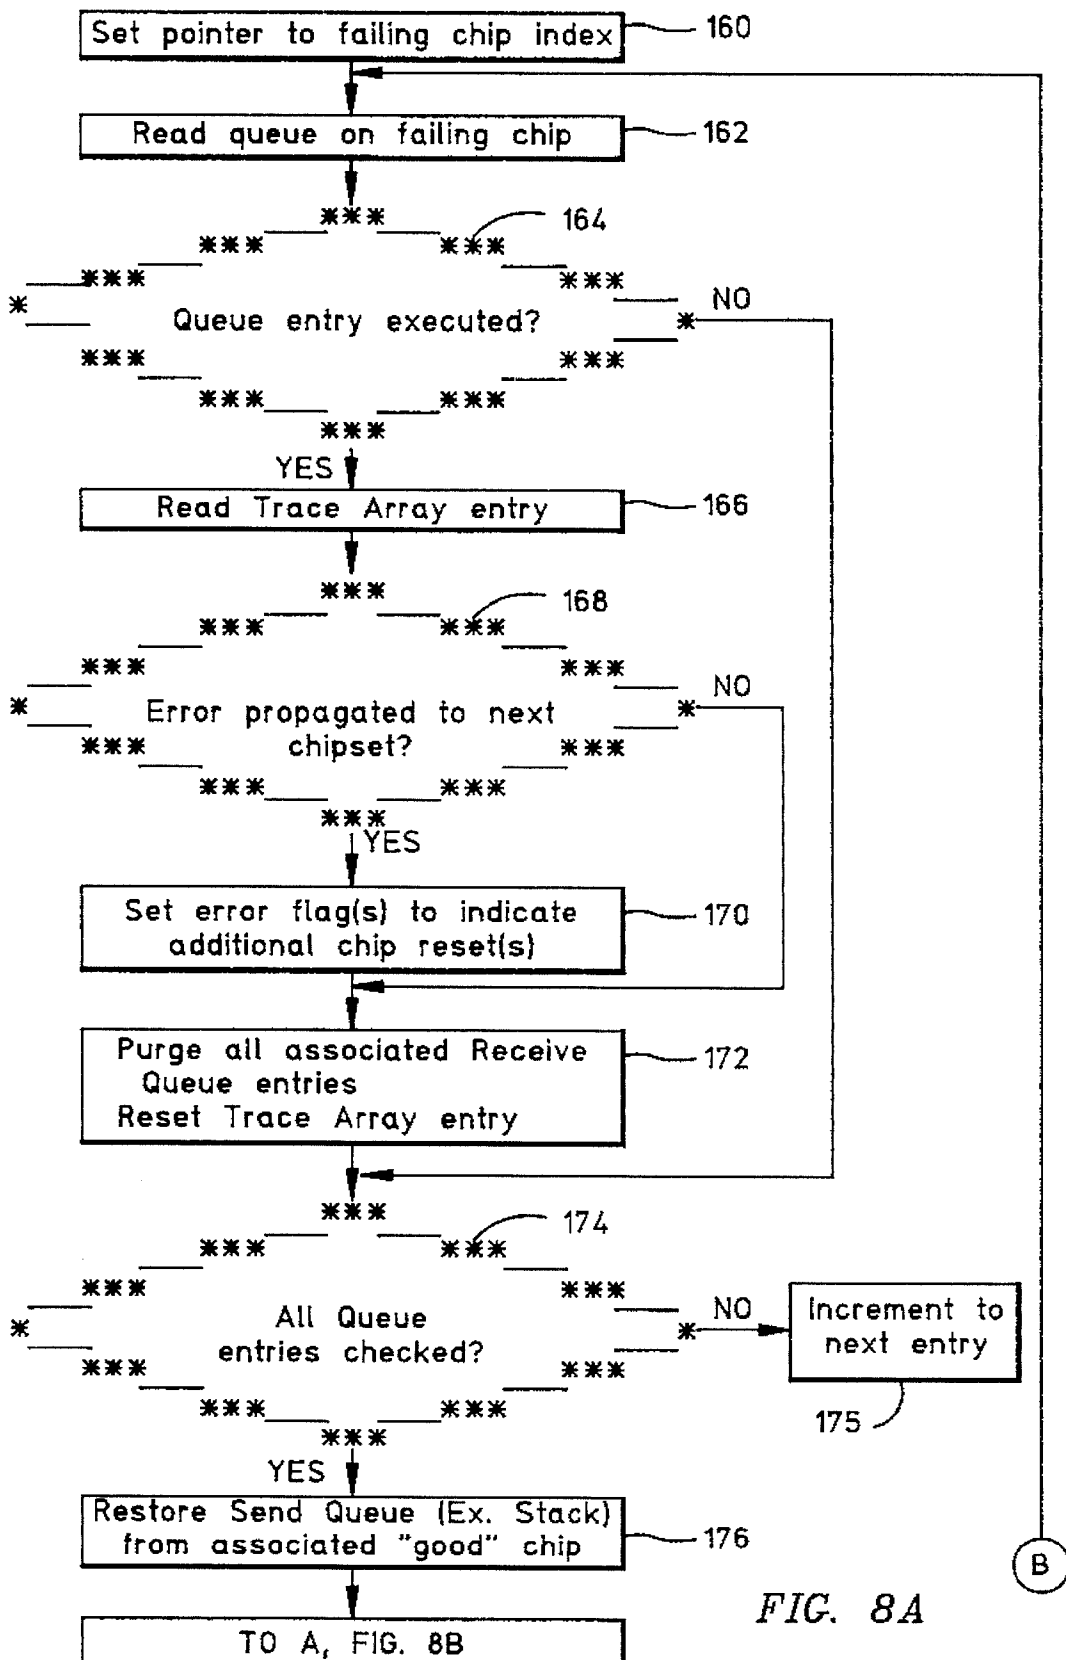 Set pointer to failing chip index
160
Read queue on failing chip
162
164
Queue entry executed?
NO
YES
Read Trace Array entry
166
168
Error propagated to next
chipset?
NO
YES
Set error flag(s) to indicate
additional chip reset(s)
170
Purge all associated Receive
Queue entries
Reset Trace Array entry
172
174
All Queue
entries checked?
NO
Increment to
next entry
175
YES
Restore Send Queue (Ex. Stack)
from associated "good" chip
176
B
FIG. 8A
TO A, FIG. 8B